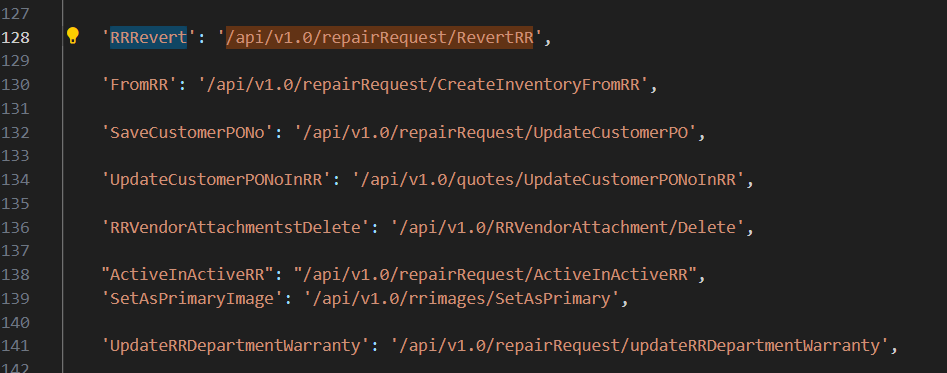 127
128 'RRRevert': '/api/v1.0/repairRequest/RevertRR',
129
130 'FromRR': '/api/v1.0/repairRequest/CreateInventoryFromRR',
131
132 'SaveCustomerPONo': '/api/v1.0/repairRequest/UpdateCustomerPO',
133
134 'UpdateCustomerPONoInRR': '/api/v1.0/quotes/UpdateCustomerPONoInRR',
135
136 'RRVendorAttachmentstDelete': '/api/v1.0/RRVendorAttachment/Delete',
137
138 "ActiveInActiveRR": "/api/v1.0/repairRequest/ActiveInActiveRR",
139 'SetAsPrimaryImage': '/api/v1.0/rrimages/SetAsPrimary',
140
141 'UpdateRRDepartmentWarranty': '/api/v1.0/repairRequest/updateRRDepartmentWarranty',
142